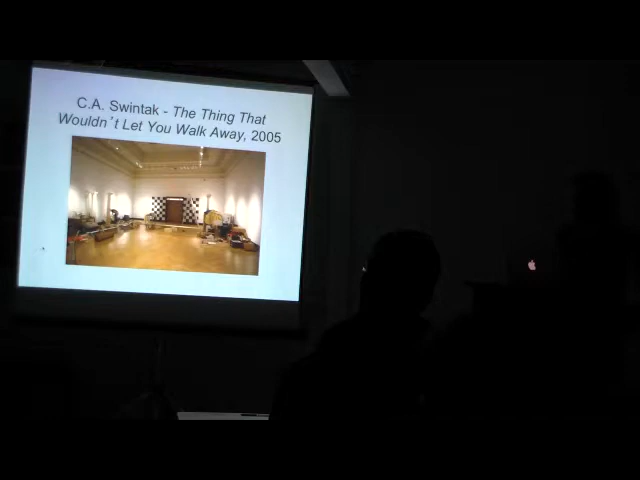 C.A. Swintak - The Thing That
Wouldn't Let You Walk Away, 2005